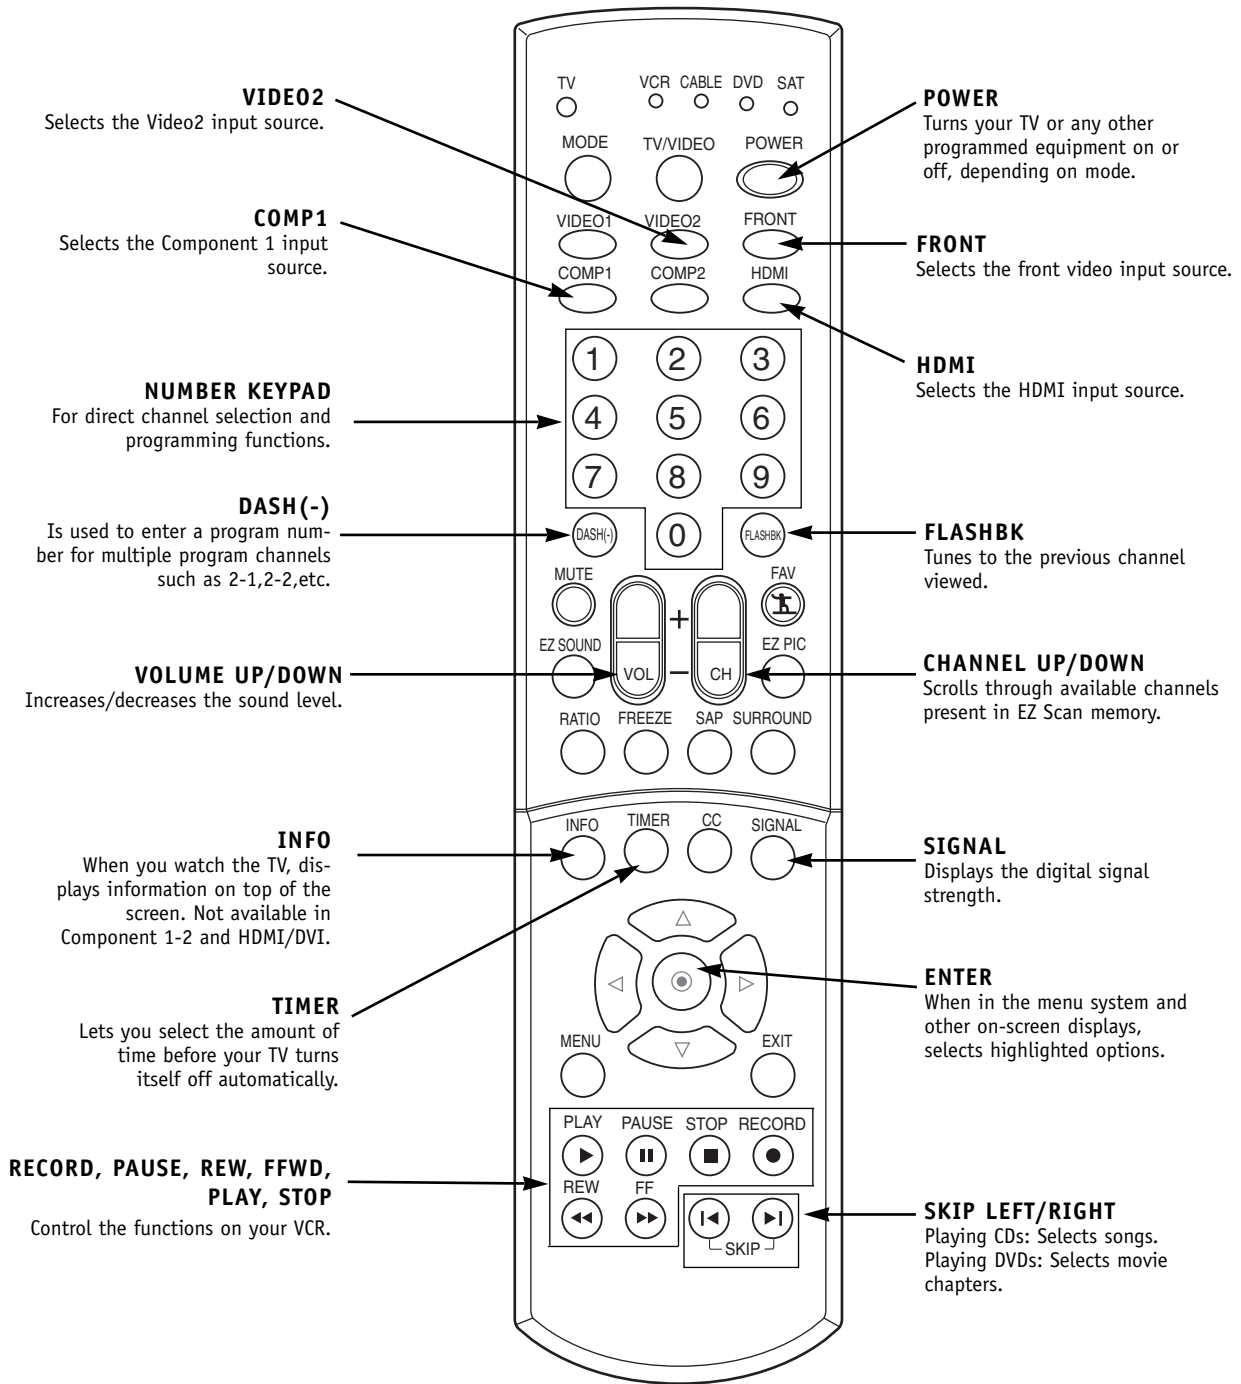 VIDEO2
Selects the Video2 input source.
COMP1
Selects the Component 1 input
source.
NUMBER KEYPAD
For direct channel selection and
programming functions.
DASH(-)
Is used to enter a program num-
ber for multiple program channels
such as 2-1,2-2,etc.
VOLUME UP/DOWN
Increases/decreases the sound level.
INFO
When you watch the TV, dis-
plays information on top of the
screen. Not available in
Component 1-2 and HDMI/DVI.
TIMER
Lets you select the amount of
time before your TV turns
itself off automatically.
RECORD, PAUSE, REW, FFWD,
PLAY, STOP
Control the functions on your VCR.
TV VCR CABLE DVD SAT
MODE TV/VIDEO POWER
VIDEO1 VIDEO2 FRONT
COMP1 COMP2 HDMI
1 2 3
4 5 6
7 8 9
DASH(-) 0 FLASHBK
MUTE + FAV
EZ SOUND VOL – CH EZ PIC
RATIO FREEZE SAP SURROUND
INFO TIMER CC SIGNAL
MENU EXIT
PLAY PAUSE STOP RECORD
REW FF
SKIP
POWER
Turns your TV or any other
programmed equipment on or
off, depending on mode.
FRONT
Selects the front video input source.
HDMI
Selects the HDMI input source.
FLASHBK
Tunes to the previous channel
viewed.
CHANNEL UP/DOWN
Scrolls through available channels
present in EZ Scan memory.
SIGNAL
Displays the digital signal
strength.
ENTER
When in the menu system and
other on-screen displays,
selects highlighted options.
SKIP LEFT/RIGHT
Playing CDs: Selects songs.
Playing DVDs: Selects movie
chapters.